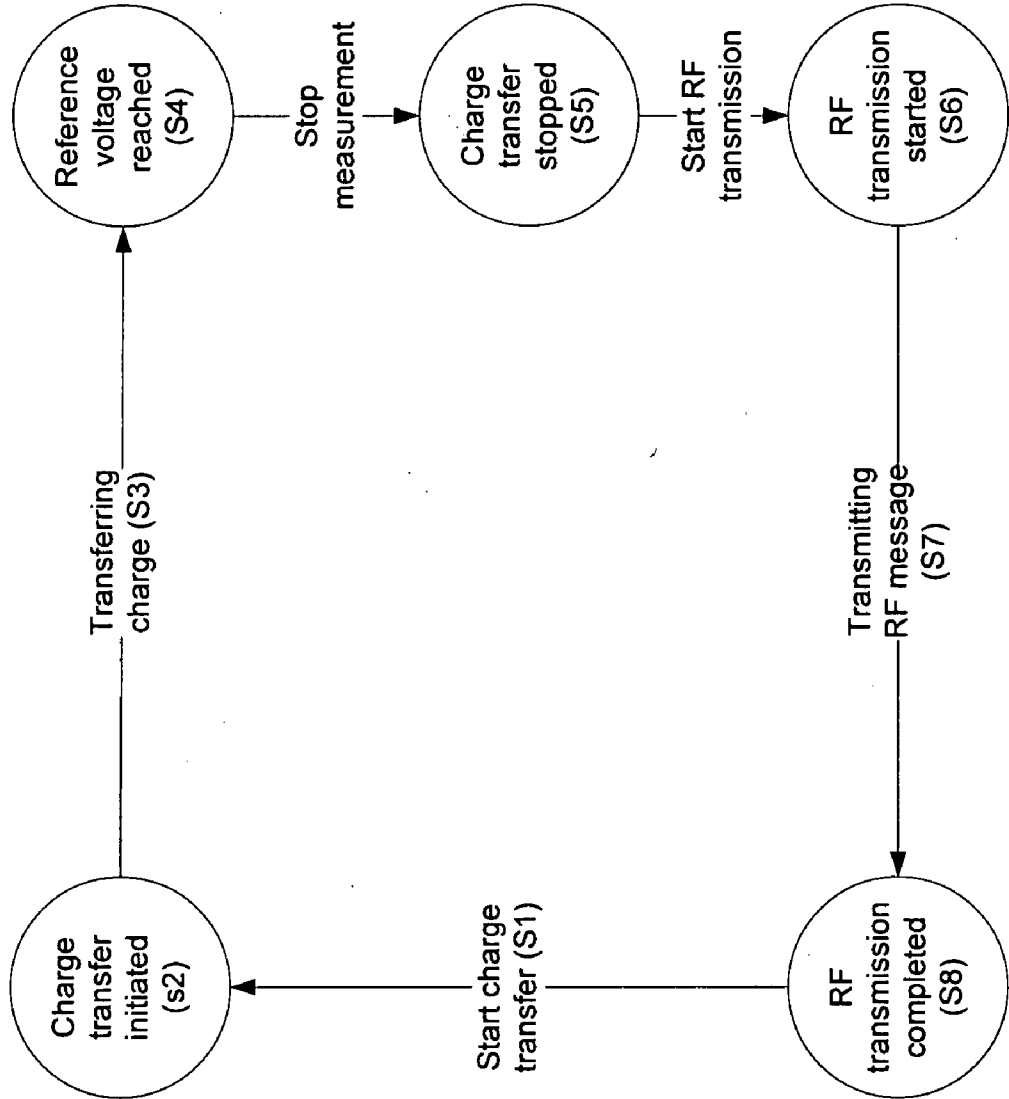 Charge
transfer
initiated
(s2)
Transferring
charge (S3)
Reference
voltage
reached
(S4)
Stop
measurement
Charge
transfer
stopped
(S5)
Start RF
transmission
RF
transmission
started
(S6)
Transmitting
RF message
(S7)
RF
transmission
completed
(S8)
Start charge
transfer (S1)